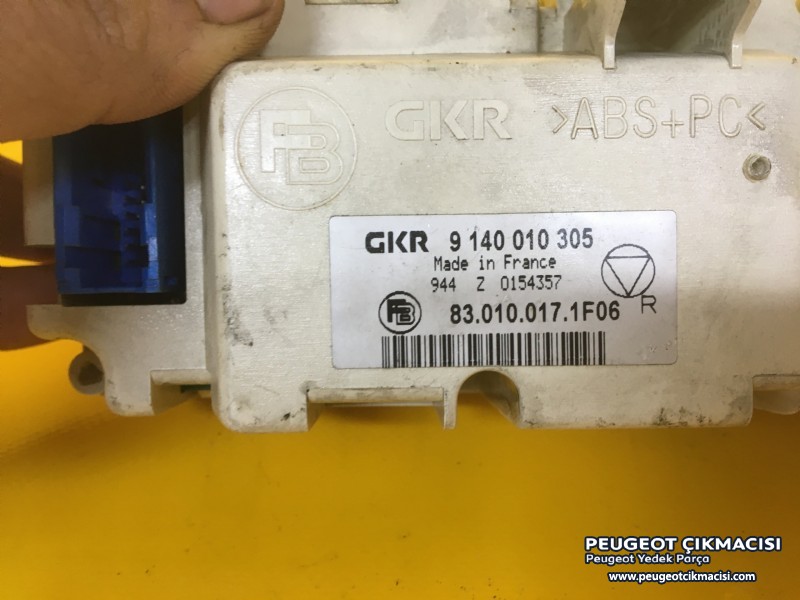 FB GKR >ABS+PC<
GKR 9 140 010 305
Made in France
944 Z 0154357
R
FB 83.010.017.1F06
PEUGEOT ÇIKMACISI
Peugeot Yedek Parça
www.peugeotcikmacisi.com